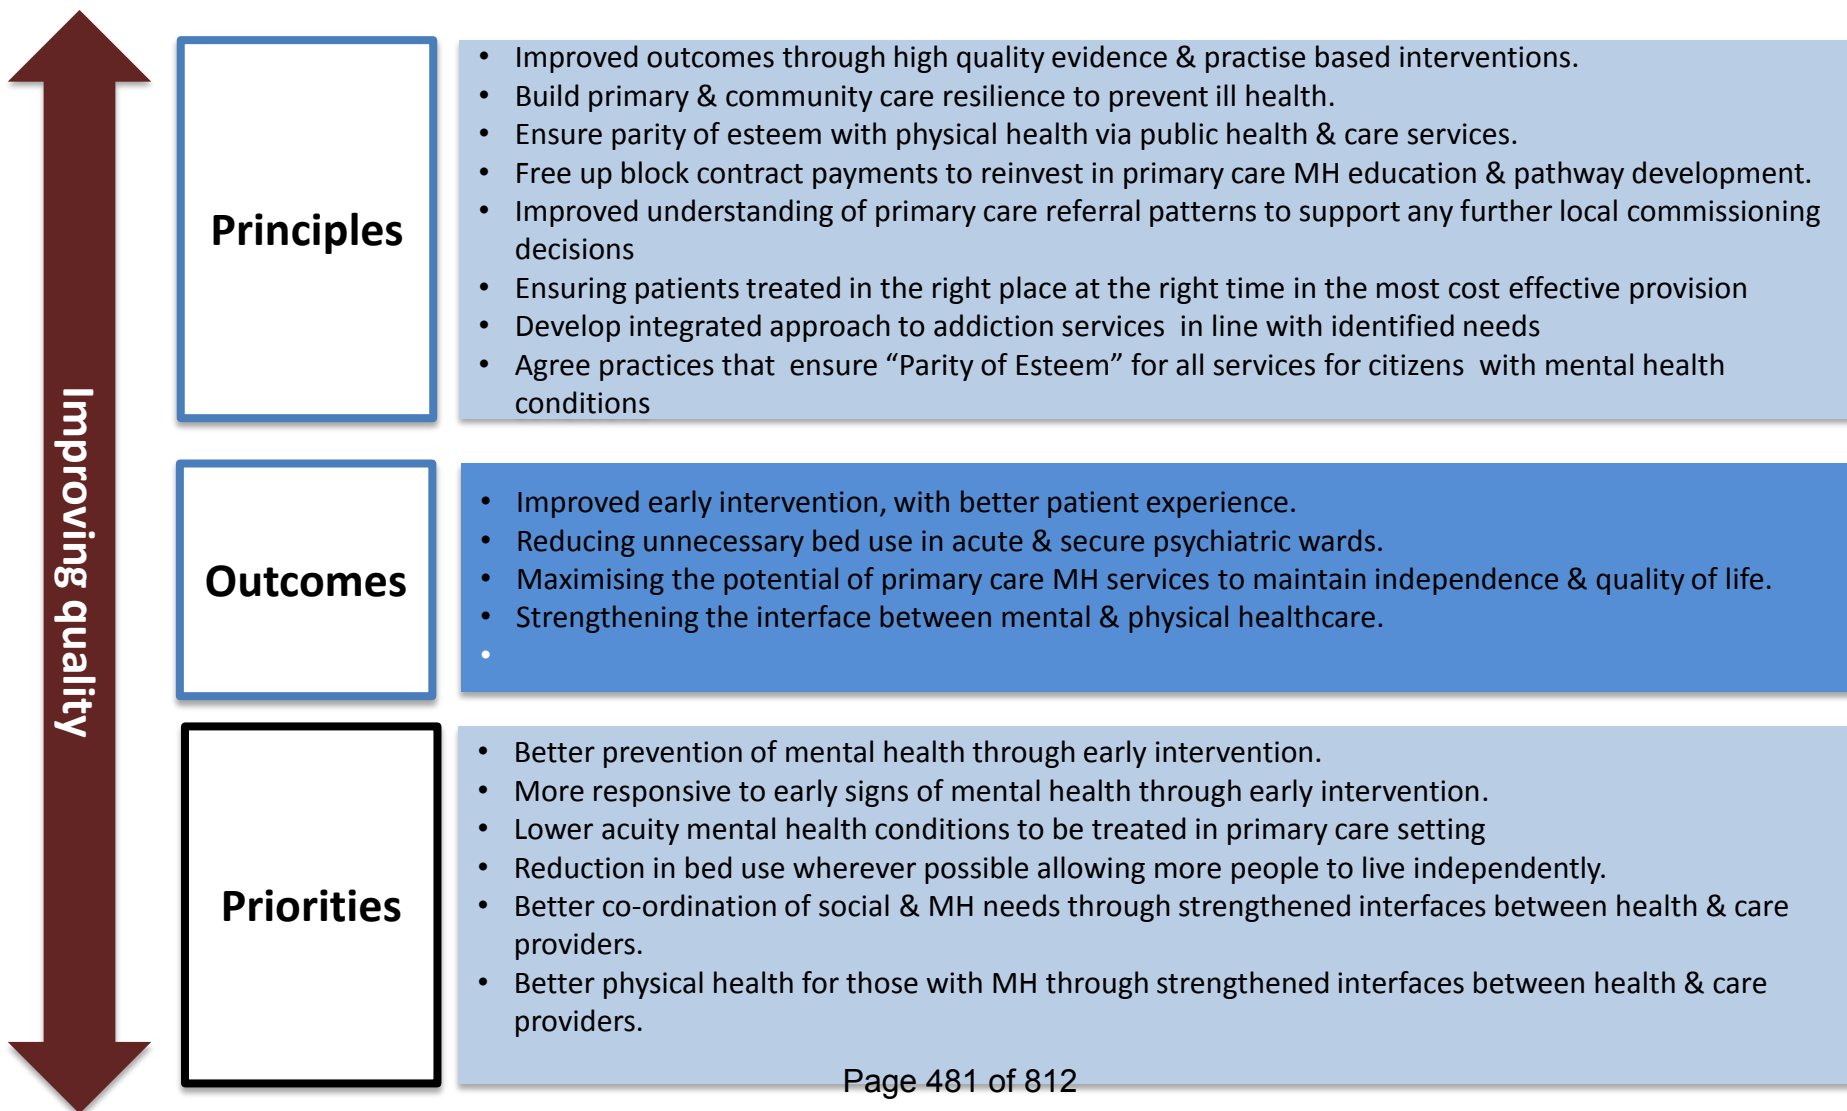 Improving quality
Principles
• Improved outcomes through high quality evidence & practise based interventions.
• Build primary & community care resilience to prevent ill health.
• Ensure parity of esteem with physical health via public health & care services.
• Free up block contract payments to reinvest in primary care MH education & pathway development.
• Improved understanding of primary care referral patterns to support any further local commissioning
decisions
• Ensuring patients treated in the right place at the right time in the most cost effective provision
• Develop integrated approach to addiction services  in line with identified needs
• Agree practices that  ensure “Parity of Esteem” for all services for citizens  with mental health
conditions
Outcomes
• Improved early intervention, with better patient experience.
• Reducing unnecessary bed use in acute & secure psychiatric wards.
• Maximising the potential of primary care MH services to maintain independence & quality of life.
• Strengthening the interface between mental & physical healthcare.
•
Priorities
• Better prevention of mental health through early intervention.
• More responsive to early signs of mental health through early intervention.
• Lower acuity mental health conditions to be treated in primary care setting
• Reduction in bed use wherever possible allowing more people to live independently.
• Better co-ordination of social & MH needs through strengthened interfaces between health & care
providers.
• Better physical health for those with MH through strengthened interfaces between health & care
providers.
Page 481 of 812